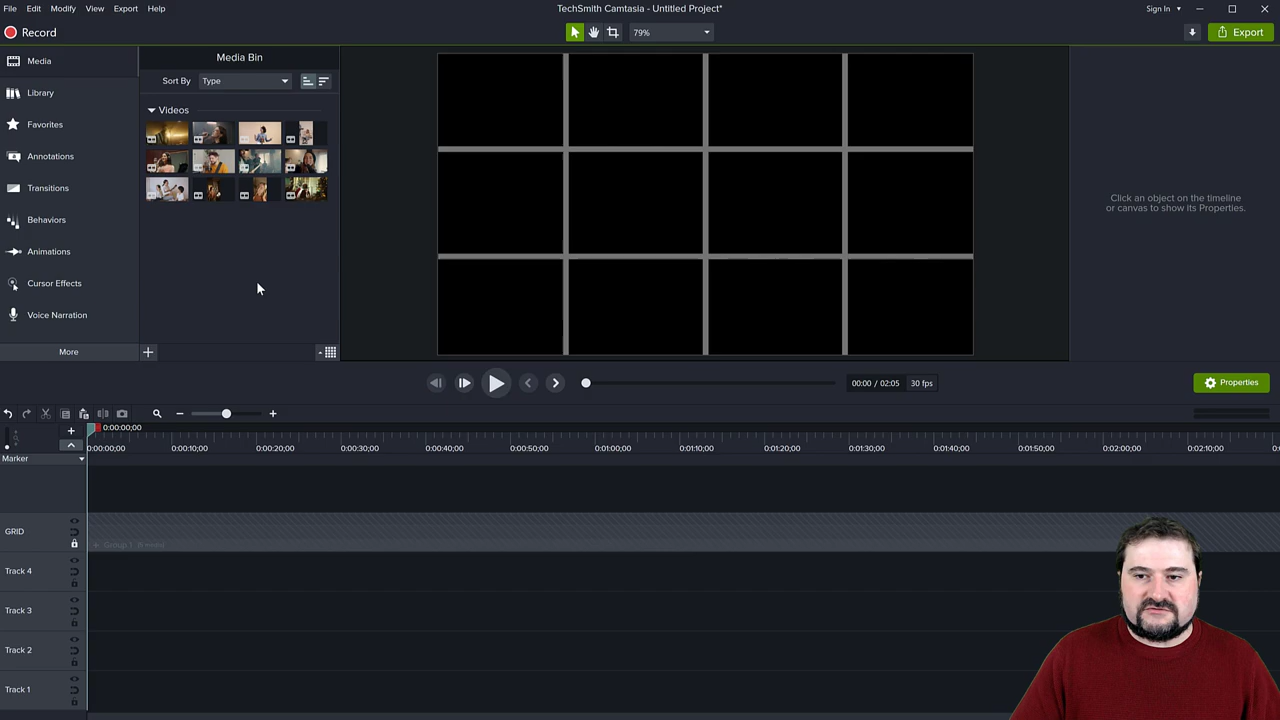 File Edit Modify View Export Help
TechSmith Camtasia - Untitled Project*
Sign In
Record
79%
Export
Media
Library
Favorites
Annotations
Transitions
Behaviors
Animations
Cursor Effects
Voice Narration
More
Media Bin
Sort By Type
Videos
Click an object on the timeline
or canvas to show its Properties.
00:00 / 02:05 30 fps
Properties
0:00:00;00
0:00:00;00 0:00:10;00 0:00:20;00 0:00:30;00 0:00:40;00 0:00:50;00 0:01:00;00 0:01:10;00 0:01:20;00 0:01:30;00 0:01:40;00 0:01:50;00 0:02:00;00 0:02:10;00
Marker
GRID
Group 1
Track 4
Track 3
Track 2
Track 1